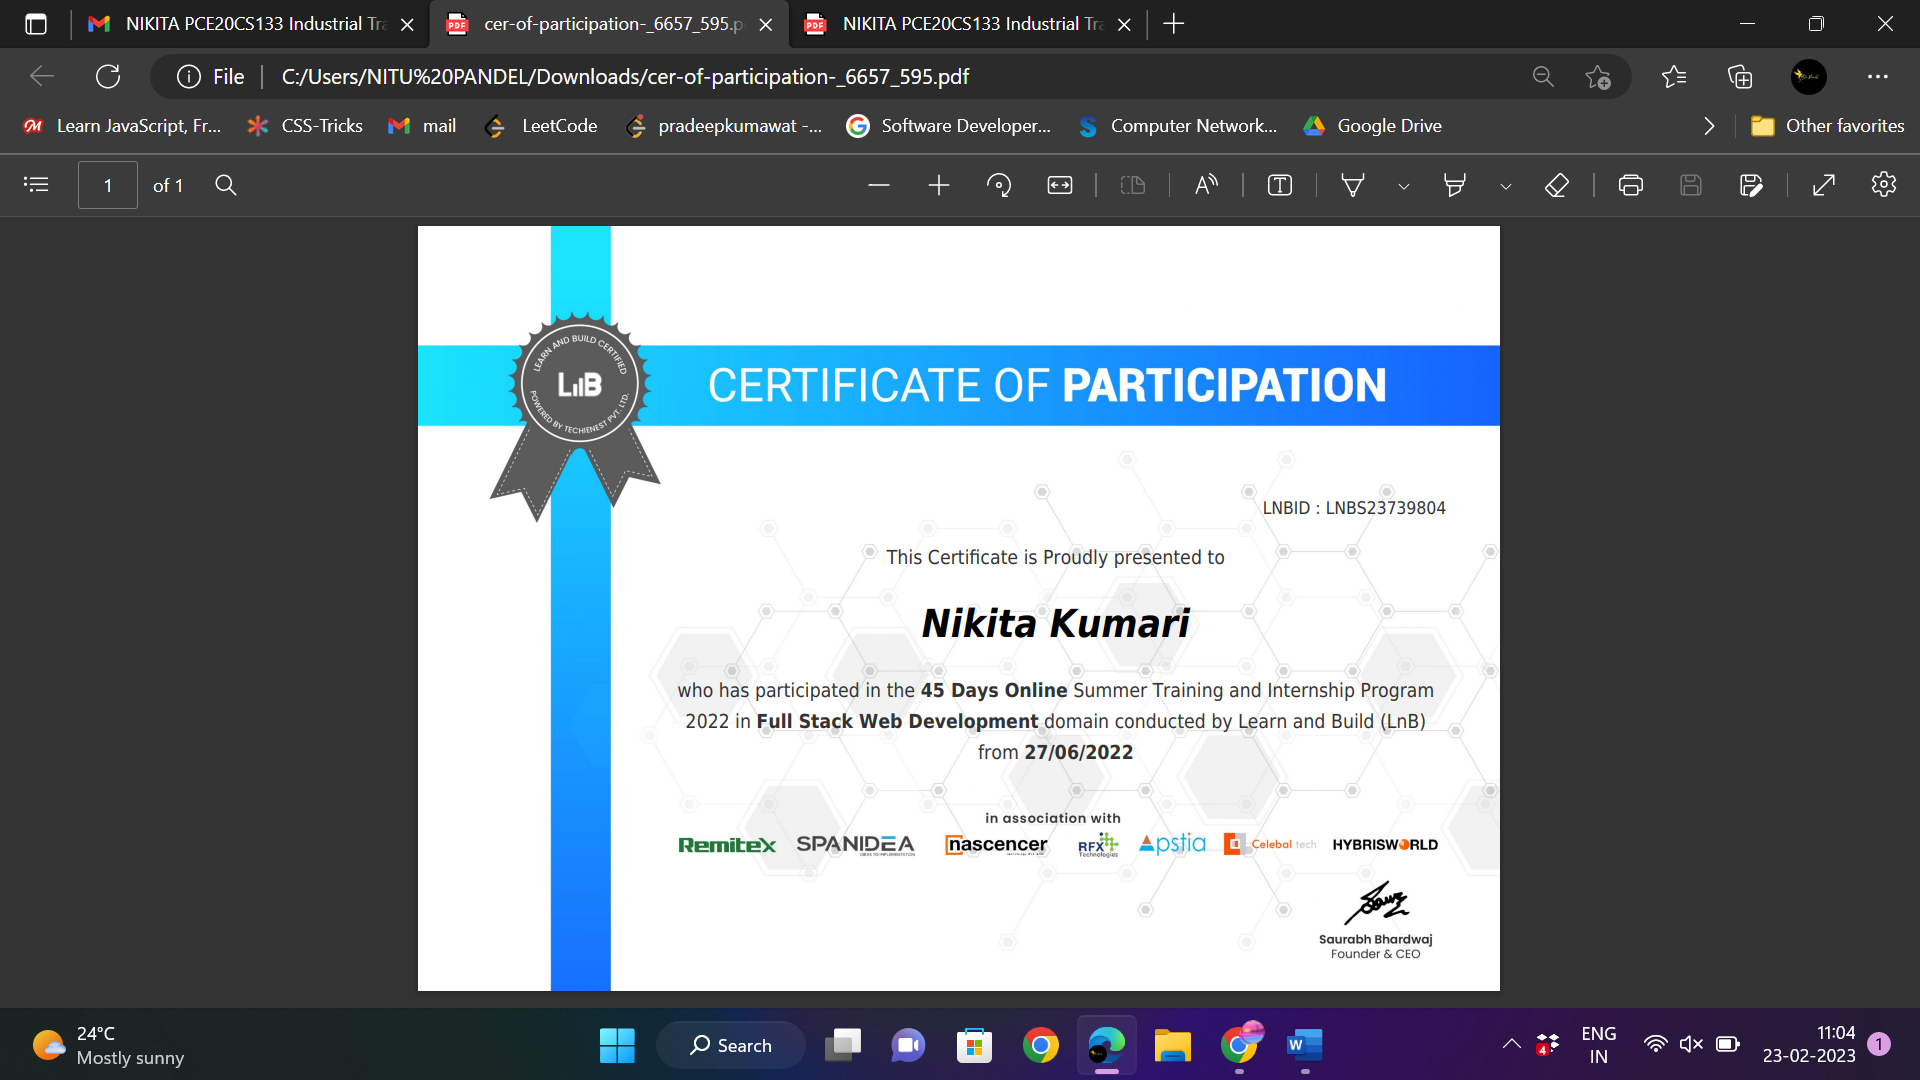 NIKITA PCE20CS133 Industrial Tra
cer-of-participation-_6657_595.p
NIKITA PCE20CS133 Industrial Tra
File
C:/Users/NITU%20PANDEL/Downloads/cer-of-participation-_6657_595.pdf
Learn JavaScript, Fr...
CSS-Tricks
mail
LeetCode
pradeepkumawat -...
Software Developer...
Computer Network...
Google Drive
Other favorites
1 of 1
LEARN AND BUILD CERTIFIED
LnB
POWERED BY TECHIENEST PVT. LTD.
CERTIFICATE OF PARTICIPATION
LNBID : LNBS23739804
This Certificate is Proudly presented to
Nikita Kumari
who has participated in the 45 Days Online Summer Training and Internship Program
2022 in Full Stack Web Development domain conducted by Learn and Build (LnB)
from 27/06/2022
in association with
Remitex
SPANIDEA
nascencer
RFX Technologies
Apstia
Celebal tech
HYBRISWORLD
Saurabh Bhardwaj
Founder & CEO
24°C
Mostly sunny
Search
4
ENG
IN
11:04
23-02-2023
1